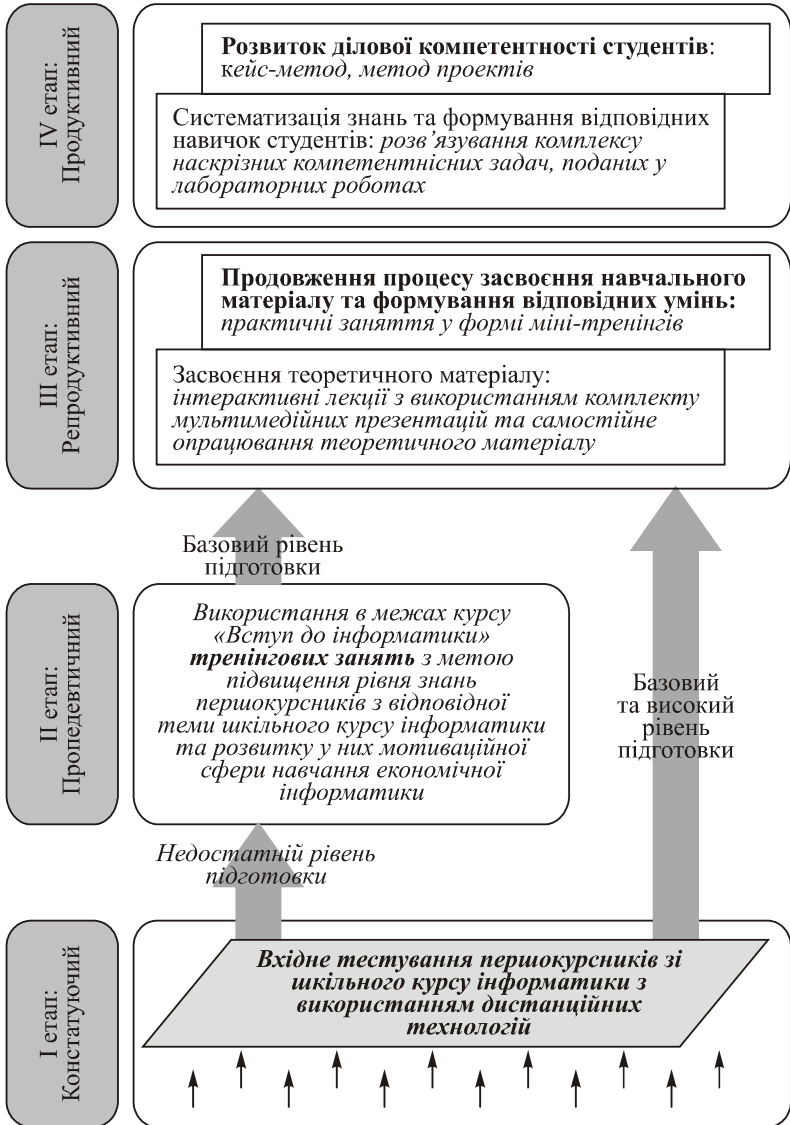 IV етап:
Продуктивний
Розвиток ділової компетентності студентів:
кейс-метод, метод проектів
Систематизація знань та формування відповідних
навичок студентів: розв’язування комплексу
наскрізних компетентнісних задач, поданих у
лабораторних роботах
III етап:
Репродуктивний
Продовження процесу засвоєння навчального
матеріалу та формування відповідних умінь:
практичні заняття у формі міні-тренінгів
Засвоєння теоретичного матеріалу:
інтерактивні лекції з використанням комплекту
мультимедійних презентацій та самостійне
опрацювання теоретичного матеріалу
Базовий рівень
підготовки
II етап:
Пропедевтичний
Використання в межах курсу
«Вступ до інформатики»
тренінгових занять з метою
підвищення рівня знань
першокурсників з відповідної
теми шкільного курсу інформатики
та розвитку у них мотиваційної
сфери навчання економічної
інформатики
Базовий
та високий
рівень
підготовки
Недостатній рівень
підготовки
I етап:
Констатуючий
Вхідне тестування першокурсників зі
шкільного курсу інформатики з
використанням дистанційних
технологій